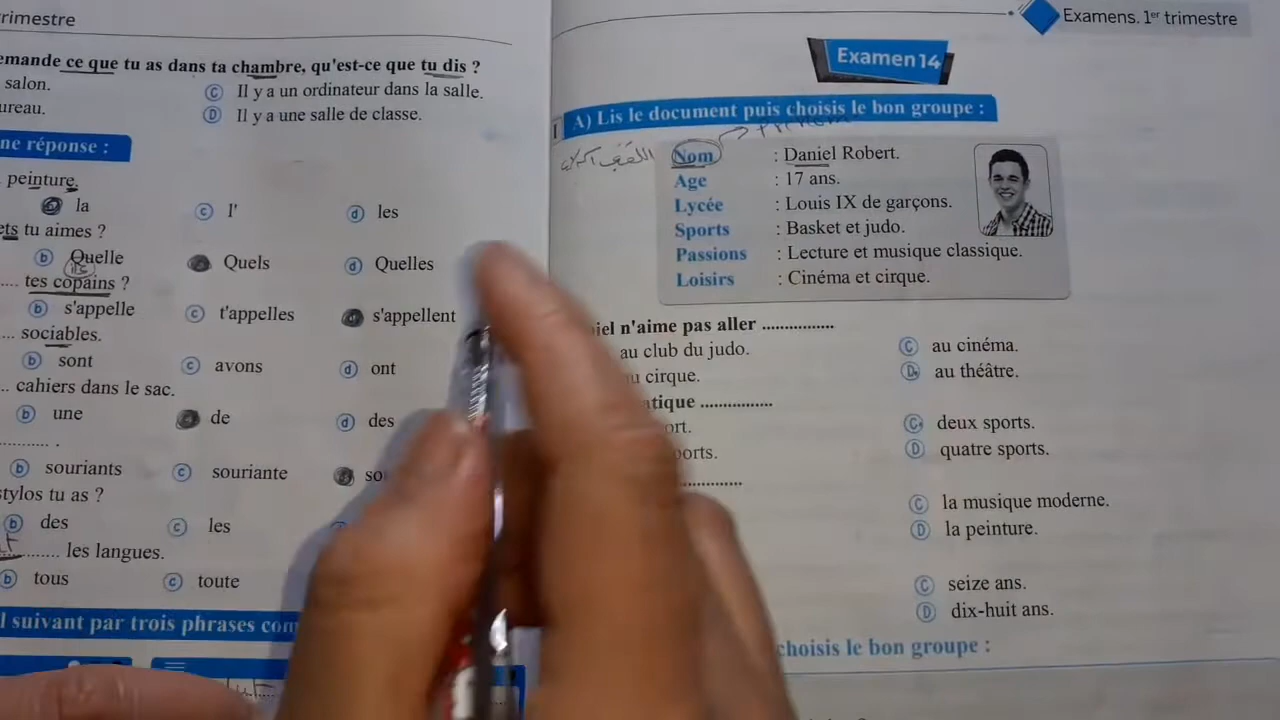 rimestre
emande ce que tu as dans ta chambre, qu'est-ce que tu dis ?
salon.
C Il y a un ordinateur dans la salle.
ureau.
D Il y a une salle de classe.
ne réponse :
peinture.
la
c l'
d les
ets tu aimes ?
b Quelle
Quels
d Quelles
.... tes copains ?
b s'appelle
c t'appelles
s'appellent
... sociables.
b sont
c avons
d ont
.. cahiers dans le sac.
b une
de
d des
............ .
b souriants
c souriante
so
stylos tu as ?
b des
c les
........... les langues.
b tous
c toute
l suivant par trois phrases com
Examens. 1er trimestre
Examen 14
I A) Lis le document puis choisis le bon groupe :
Nom : Daniel Robert.
Age : 17 ans.
Lycée : Louis IX de garçons.
Sports : Basket et judo.
Passions : Lecture et musique classique.
Loisirs : Cinéma et cirque.
iel n'aime pas aller ................
au club du judo.
C au cinéma.
u cirque.
D au théâtre.
atique ................
ort.
C deux sports.
ports.
D quatre sports.
..............
C la musique moderne.
D la peinture.
C seize ans.
D dix-huit ans.
choisis le bon groupe :